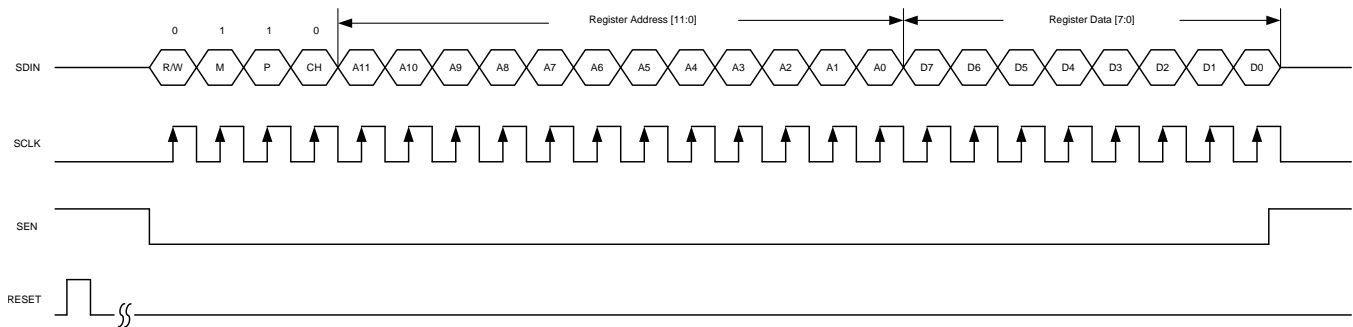 Register Address [11:0] Register Data [7:0]
0 1 1 0
SDIN R/W M P CH A11 A10 A9 A8 A7 A6 A5 A4 A3 A2 A1 A0 D7 D6 D5 D4 D3 D2 D1 D0
SCLK
SEN
RESET